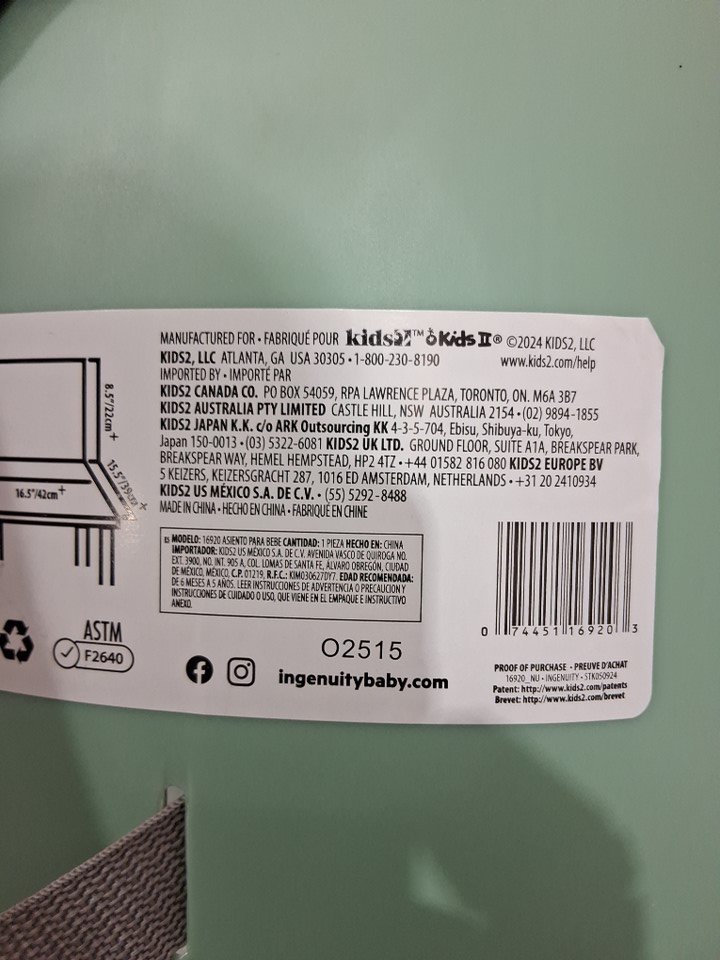 MANUFACTURED FOR • FABRIQUÉ POUR kids2™ Kids II® ©2024 KIDS2, LLC
KIDS2, LLC ATLANTA, GA USA 30305 • 1-800-230-8190 www.kids2.com/help
IMPORTED BY • IMPORTÉ PAR
KIDS2 CANADA CO. PO BOX 54059, RPA LAWRENCE PLAZA, TORONTO, ON. M6A 3B7
KIDS2 AUSTRALIA PTY LIMITED CASTLE HILL, NSW AUSTRALIA 2154 • (02) 9894-1855
KIDS2 JAPAN K.K. c/o ARK Outsourcing KK 4-3-5-704, Ebisu, Shibuya-ku, Tokyo,
Japan 150-0013 • (03) 5322-6081 KIDS2 UK LTD. GROUND FLOOR, SUITE A1A, BREAKSPEAR PARK,
BREAKSPEAR WAY, HEMEL HEMPSTEAD, HP2 4TZ • +44 01582 816 080 KIDS2 EUROPE BV
5 KEIZERS, KEIZERSGRACHT 287, 1016 ED AMSTERDAM, NETHERLANDS • +31 20 2410934
KIDS2 US MÉXICO S.A. DE C.V. • (55) 5292-8488
MADE IN CHINA • HECHO EN CHINA • FABRIQUÉ EN CHINE
8.5"/22cm+
15.5"/39cm+
16.5"/42cm+
ES MODELO: 16920 ASIENTO PARA BEBE CANTIDAD: 1 PIEZA HECHO EN: CHINA
IMPORTADOR: KIDS2 US MÉXICO S.A. DE C.V. AVENIDA VASCO DE QUIROGA NO.
EXT. 3900, NO. INT. 905 A, COL. LOMAS DE SANTA FE, ÁLVARO OBREGÓN, CIUDAD
DE MÉXICO, MÉXICO, C.P. 01219, R.F.C.: KIM030627DY7. EDAD RECOMENDADA:
DE 6 MESES A 5 AÑOS. LEER INSTRUCCIONES DE ADVERTENCIA O PRECAUCION Y
INSTRUCCIONES DE CUIDADO O USO, QUE VIENE EN EL EMPAQUE E INSTRUCTIVO
ANEXO.
0 74451 16920 3
ASTM
F2640
O2515
ingenuitybaby.com
PROOF OF PURCHASE • PREUVE D'ACHAT
16920_NU • INGENUITY • STK050924
Patent: http://www.kids2.com/patents
Brevet: http://www.kids2.com/brevet